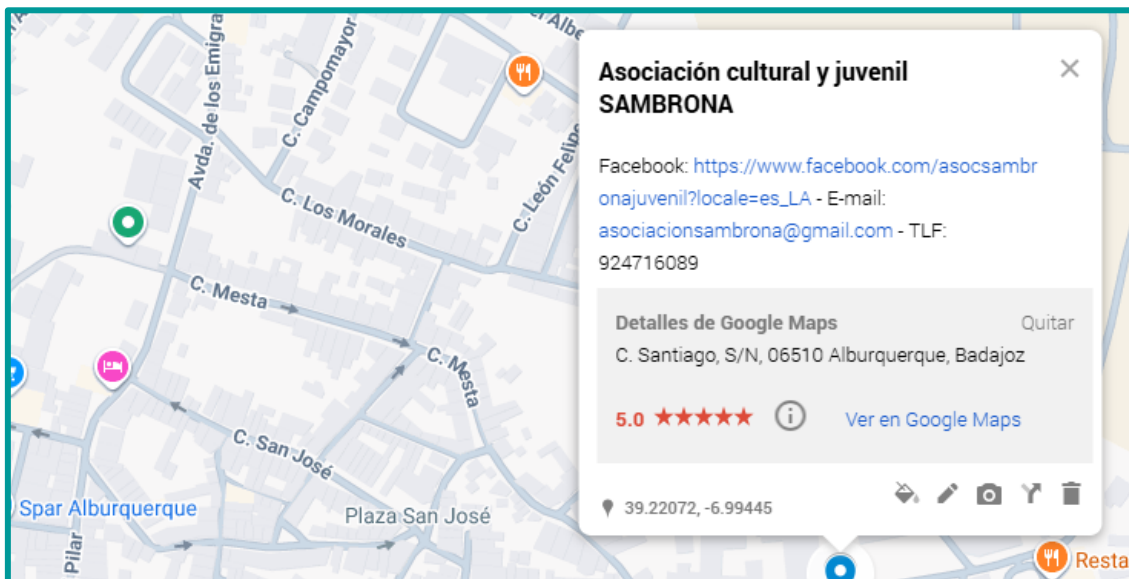 Asociación cultural y juvenil
SAMBRONA
Facebook: https://www.facebook.com/asocsambr
onajuvenil?locale=es_LA - E-mail:
asociacionsambrona@gmail.com - TLF:
924716089
Detalles de Google Maps
Quitar
C. Santiago, S/N, 06510 Alburquerque, Badajoz
5.0
Ver en Google Maps
39.22072, -6.99445
Avda. de los Emigra
C. Campomayor
el Albe
C. León Felipe
C. Los Morales
C. Mesta
C. Mesta
C. San José
Spar Alburquerque
Plaza San José
Pilar
Resta